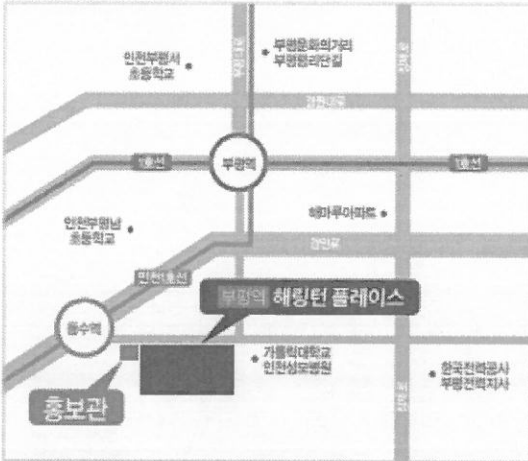 인천부평서
초등학교
부평문화의거리
부평평리단길
경원대로
1호선
부평역
1호선
인천부평남
초등학교
해마루아파트
경인로
인천1호선
부평역 해링턴 플레이스
동수역
홍보관
가톨릭대학교
인천성모병원
한국전력공사
부평전력지사